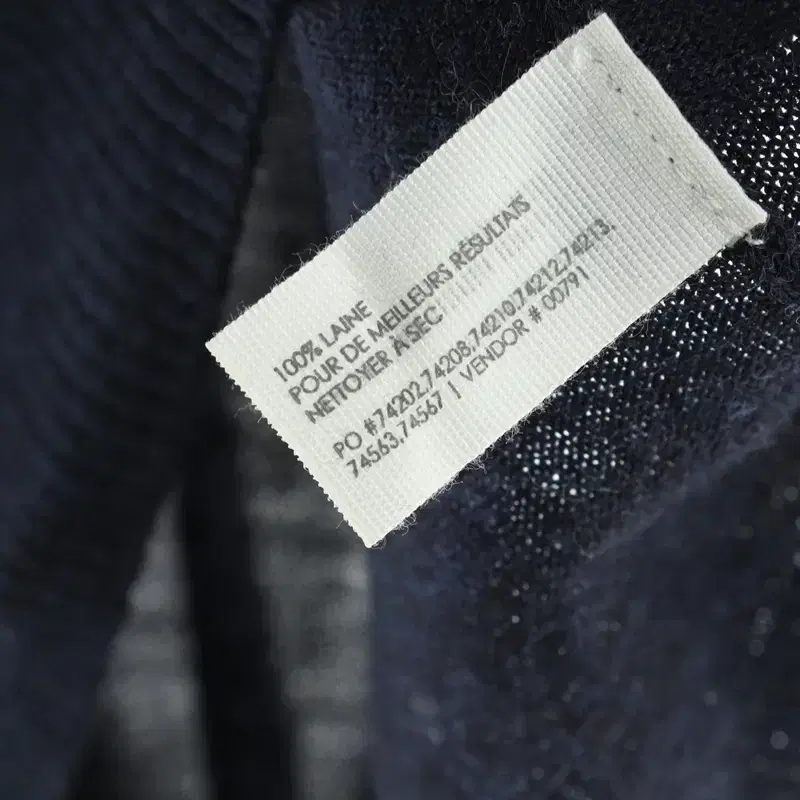 100% LAINE
POUR DE MEILLEURS RÉSULTATS
NETTOYER À SEC
PO #74202,74208,74210,74212,74213,
74563,74567 | VENDOR # 00791